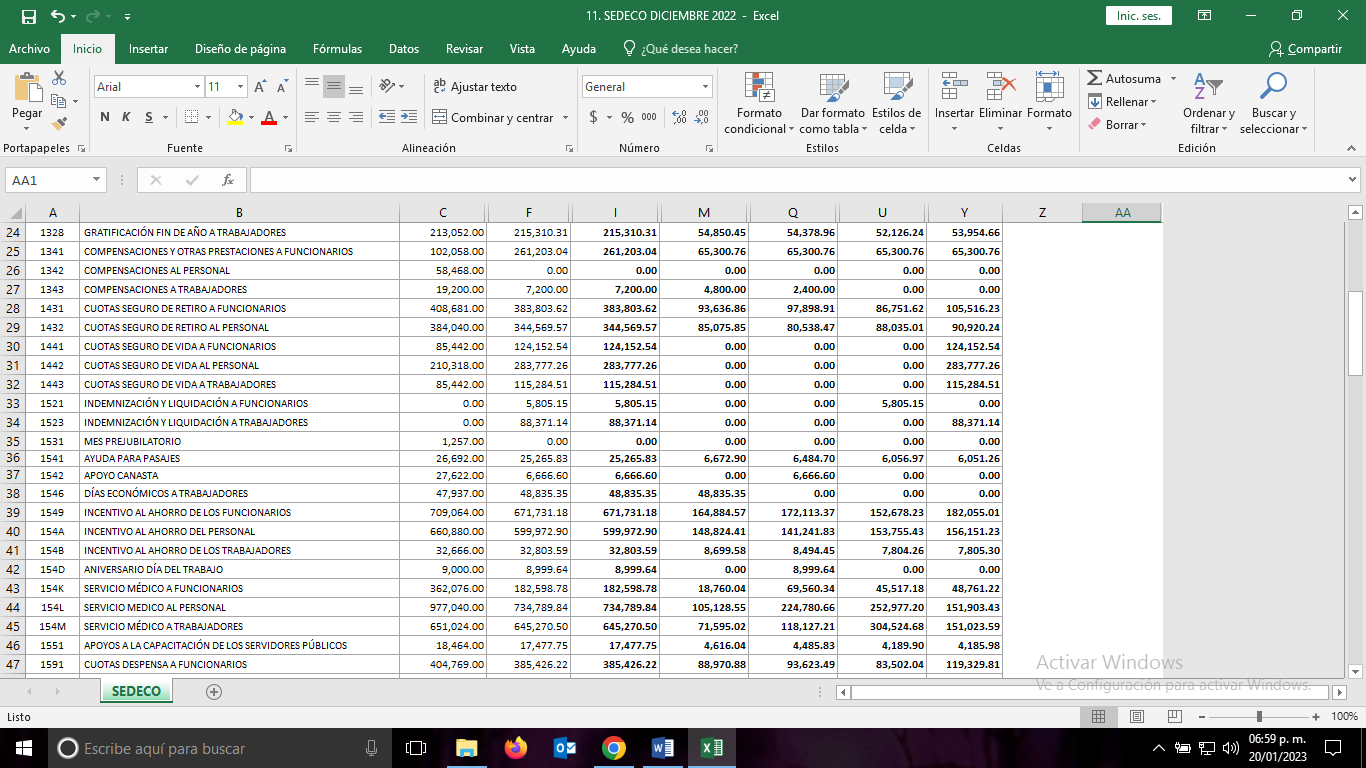 11. SEDECO DICIEMBRE 2022 - Excel
Inic. ses.
Archivo Inicio Insertar Diseño de página Fórmulas Datos Revisar Vista Ayuda ¿Qué desea hacer? Compartir
Pegar
Arial 11
N K S
Ajustar texto
Combinar y centrar
General
$ % 000
Formato condicional
Dar formato como tabla
Estilos de celda
Insertar Eliminar Formato
Autosuma
Rellenar
Borrar
Ordenar y filtrar
Buscar y seleccionar
Portapapeles Fuente Alineación Número Estilos Celdas Edición
AA1 fx
A B C F I M Q U Y Z AA
24 1328 GRATIFICACIÓN FIN DE AÑO A TRABAJADORES 213,052.00 215,310.31 215,310.31 54,850.45 54,378.96 52,126.24 53,954.66
25 1341 COMPENSACIONES Y OTRAS PRESTACIONES A FUNCIONARIOS 102,058.00 261,203.04 261,203.04 65,300.76 65,300.76 65,300.76 65,300.76
26 1342 COMPENSACIONES AL PERSONAL 58,468.00 0.00 0.00 0.00 0.00 0.00 0.00
27 1343 COMPENSACIONES A TRABAJADORES 19,200.00 7,200.00 7,200.00 4,800.00 2,400.00 0.00 0.00
28 1431 CUOTAS SEGURO DE RETIRO A FUNCIONARIOS 408,681.00 383,803.62 383,803.62 93,636.86 97,898.91 86,751.62 105,516.23
29 1432 CUOTAS SEGURO DE RETIRO AL PERSONAL 384,040.00 344,569.57 344,569.57 85,075.85 80,538.47 88,035.01 90,920.24
30 1441 CUOTAS SEGURO DE VIDA A FUNCIONARIOS 85,442.00 124,152.54 124,152.54 0.00 0.00 0.00 124,152.54
31 1442 CUOTAS SEGURO DE VIDA AL PERSONAL 210,318.00 283,777.26 283,777.26 0.00 0.00 0.00 283,777.26
32 1443 CUOTAS SEGURO DE VIDA A TRABAJADORES 85,442.00 115,284.51 115,284.51 0.00 0.00 0.00 115,284.51
33 1521 INDEMNIZACIÓN Y LIQUIDACIÓN A FUNCIONARIOS 0.00 5,805.15 5,805.15 0.00 0.00 5,805.15 0.00
34 1523 INDEMNIZACIÓN Y LIQUIDACIÓN A TRABAJADORES 0.00 88,371.14 88,371.14 0.00 0.00 0.00 88,371.14
35 1531 MES PREJUBILATORIO 1,257.00 0.00 0.00 0.00 0.00 0.00 0.00
36 1541 AYUDA PARA PASAJES 26,692.00 25,265.83 25,265.83 6,672.90 6,484.70 6,056.97 6,051.26
37 1542 APOYO CANASTA 27,622.00 6,666.60 6,666.60 0.00 6,666.60 0.00 0.00
38 1546 DÍAS ECONÓMICOS A TRABAJADORES 47,937.00 48,835.35 48,835.35 48,835.35 0.00 0.00 0.00
39 1549 INCENTIVO AL AHORRO DE LOS FUNCIONARIOS 709,064.00 671,731.18 671,731.18 164,884.57 172,113.37 152,678.23 182,055.01
40 154A INCENTIVO AL AHORRO DEL PERSONAL 660,880.00 599,972.90 599,972.90 148,824.41 141,241.83 153,755.43 156,151.23
41 154B INCENTIVO AL AHORRO DE LOS TRABAJADORES 32,666.00 32,803.59 32,803.59 8,699.58 8,494.45 7,804.26 7,805.30
42 154D ANIVERSARIO DÍA DEL TRABAJO 9,000.00 8,999.64 8,999.64 0.00 8,999.64 0.00 0.00
43 154K SERVICIO MÉDICO A FUNCIONARIOS 362,076.00 182,598.78 182,598.78 18,760.04 69,560.34 45,517.18 48,761.22
44 154L SERVICIO MEDICO AL PERSONAL 977,040.00 734,789.84 734,789.84 105,128.55 224,780.66 252,977.20 151,903.43
45 154M SERVICIO MÉDICO A TRABAJADORES 651,024.00 645,270.50 645,270.50 71,595.02 118,127.21 304,524.68 151,023.59
46 1551 APOYOS A LA CAPACITACIÓN DE LOS SERVIDORES PÚBLICOS 18,464.00 17,477.75 17,477.75 4,616.04 4,485.83 4,189.90 4,185.98
47 1591 CUOTAS DESPENSA A FUNCIONARIOS 404,769.00 385,426.22 385,426.22 88,970.88 93,623.49 83,502.04 119,329.81
Activar Windows
Ve a Configuración para activar Windows.
SEDECO
Listo 100%
Escribe aquí para buscar
06:59 p. m.
20/01/2023